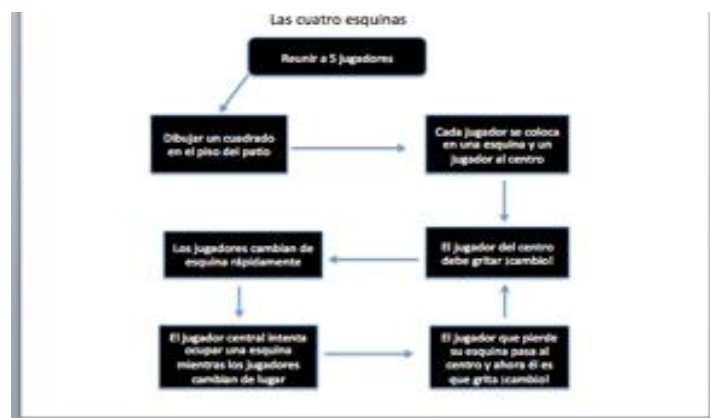 Las cuatro esquinas
Reunir a 5 jugadores
Dibujar un cuadrado
en el piso del patio
Cada jugador se coloca
en una esquina y un
jugador al centro
El jugador del centro
debe gritar ¡cambio!
Los jugadores cambian de
esquina rápidamente
El jugador central intenta
ocupar una esquina
mientras los jugadores
cambian de lugar
El jugador que pierde
su esquina pasa al
centro y ahora él es
que grita ¡cambio!